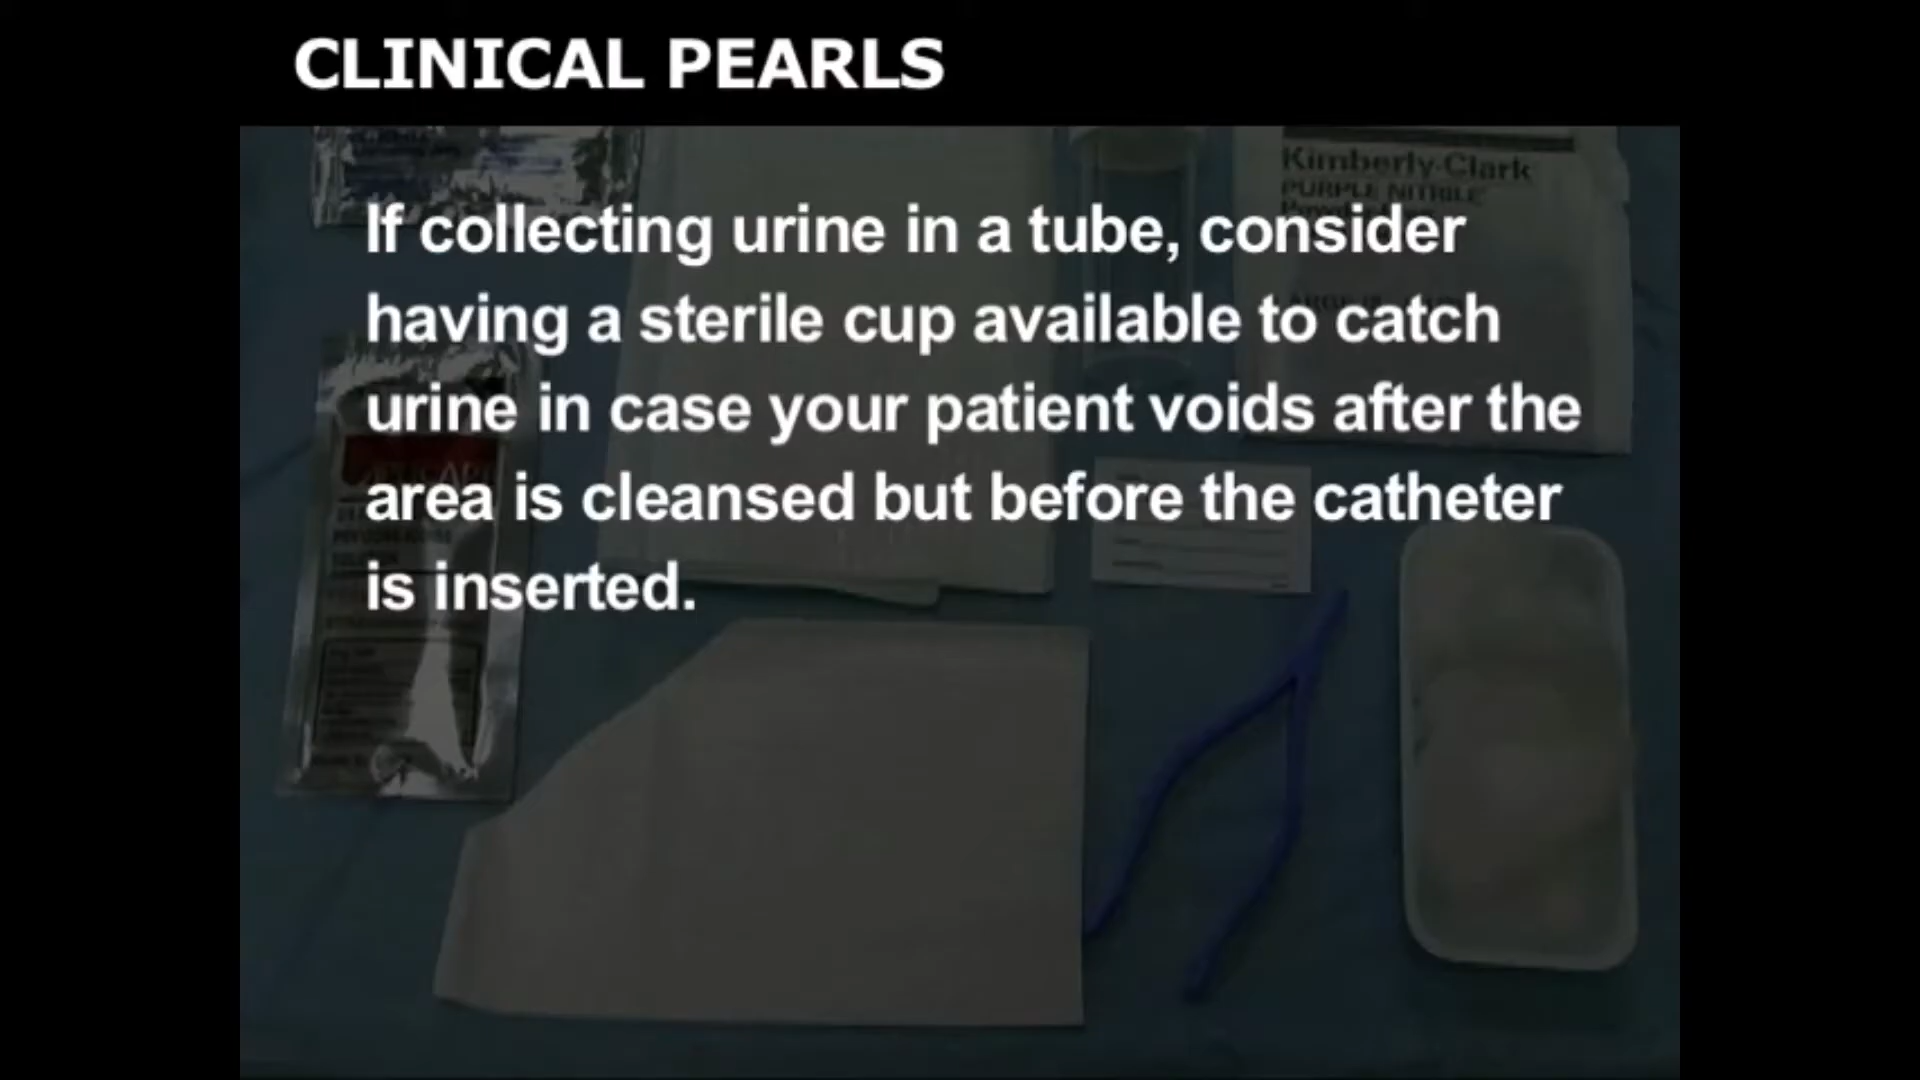 CLINICAL PEARLS
If collecting urine in a tube, consider
having a sterile cup available to catch
urine in case your patient voids after the
area is cleansed but before the catheter
is inserted.
Kimberly-Clark
PURPLE NITRILE